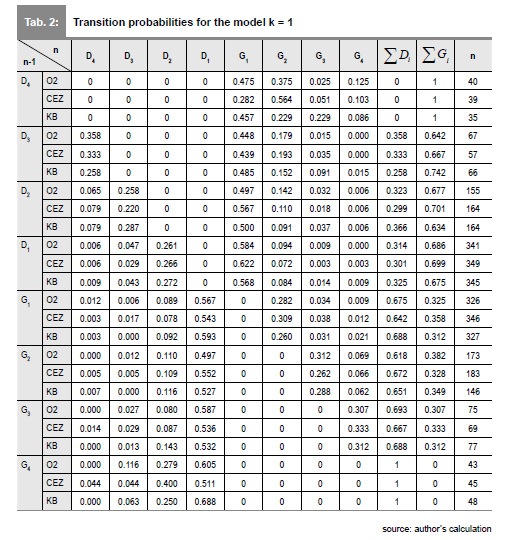 Tab. 2: Transition probabilities for the model k = 1
n n-1 D4 D3 D2 D1 G1 G2 G3 G4 ∑Di ∑Gi n
D4 O2 0 0 0 0 0.475 0.375 0.025 0.125 0 1 40
CEZ 0 0 0 0 0.282 0.564 0.051 0.103 0 1 39
KB 0 0 0 0 0.457 0.229 0.229 0.086 0 1 35
D3 O2 0.358 0 0 0 0.448 0.179 0.015 0.000 0.358 0.642 67
CEZ 0.333 0 0 0 0.439 0.193 0.035 0.000 0.333 0.667 57
KB 0.258 0 0 0 0.485 0.152 0.091 0.015 0.258 0.742 66
D2 O2 0.065 0.258 0 0 0.497 0.142 0.032 0.006 0.323 0.677 155
CEZ 0.079 0.220 0 0 0.567 0.110 0.018 0.006 0.299 0.701 164
KB 0.079 0.287 0 0 0.500 0.091 0.037 0.006 0.366 0.634 164
D1 O2 0.006 0.047 0.261 0 0.584 0.094 0.009 0.000 0.314 0.686 341
CEZ 0.006 0.029 0.266 0 0.622 0.072 0.003 0.003 0.301 0.699 349
KB 0.009 0.043 0.272 0 0.568 0.084 0.014 0.009 0.325 0.675 345
G1 O2 0.012 0.006 0.089 0.567 0 0.282 0.034 0.009 0.675 0.325 326
CEZ 0.003 0.017 0.078 0.543 0 0.309 0.038 0.012 0.642 0.358 346
KB 0.003 0.000 0.092 0.593 0 0.260 0.031 0.021 0.688 0.312 327
G2 O2 0.000 0.012 0.110 0.497 0 0 0.312 0.069 0.618 0.382 173
CEZ 0.005 0.005 0.109 0.552 0 0 0.262 0.066 0.672 0.328 183
KB 0.007 0.000 0.116 0.527 0 0 0.288 0.062 0.651 0.349 146
G3 O2 0.000 0.027 0.080 0.587 0 0 0 0.307 0.693 0.307 75
CEZ 0.014 0.029 0.087 0.536 0 0 0 0.333 0.667 0.333 69
KB 0.000 0.013 0.143 0.532 0 0 0 0.312 0.688 0.312 77
G4 O2 0.000 0.116 0.279 0.605 0 0 0 0 1 0 43
CEZ 0.044 0.044 0.400 0.511 0 0 0 0 1 0 45
KB 0.000 0.063 0.250 0.688 0 0 0 0 1 0 48
source: author's calculation